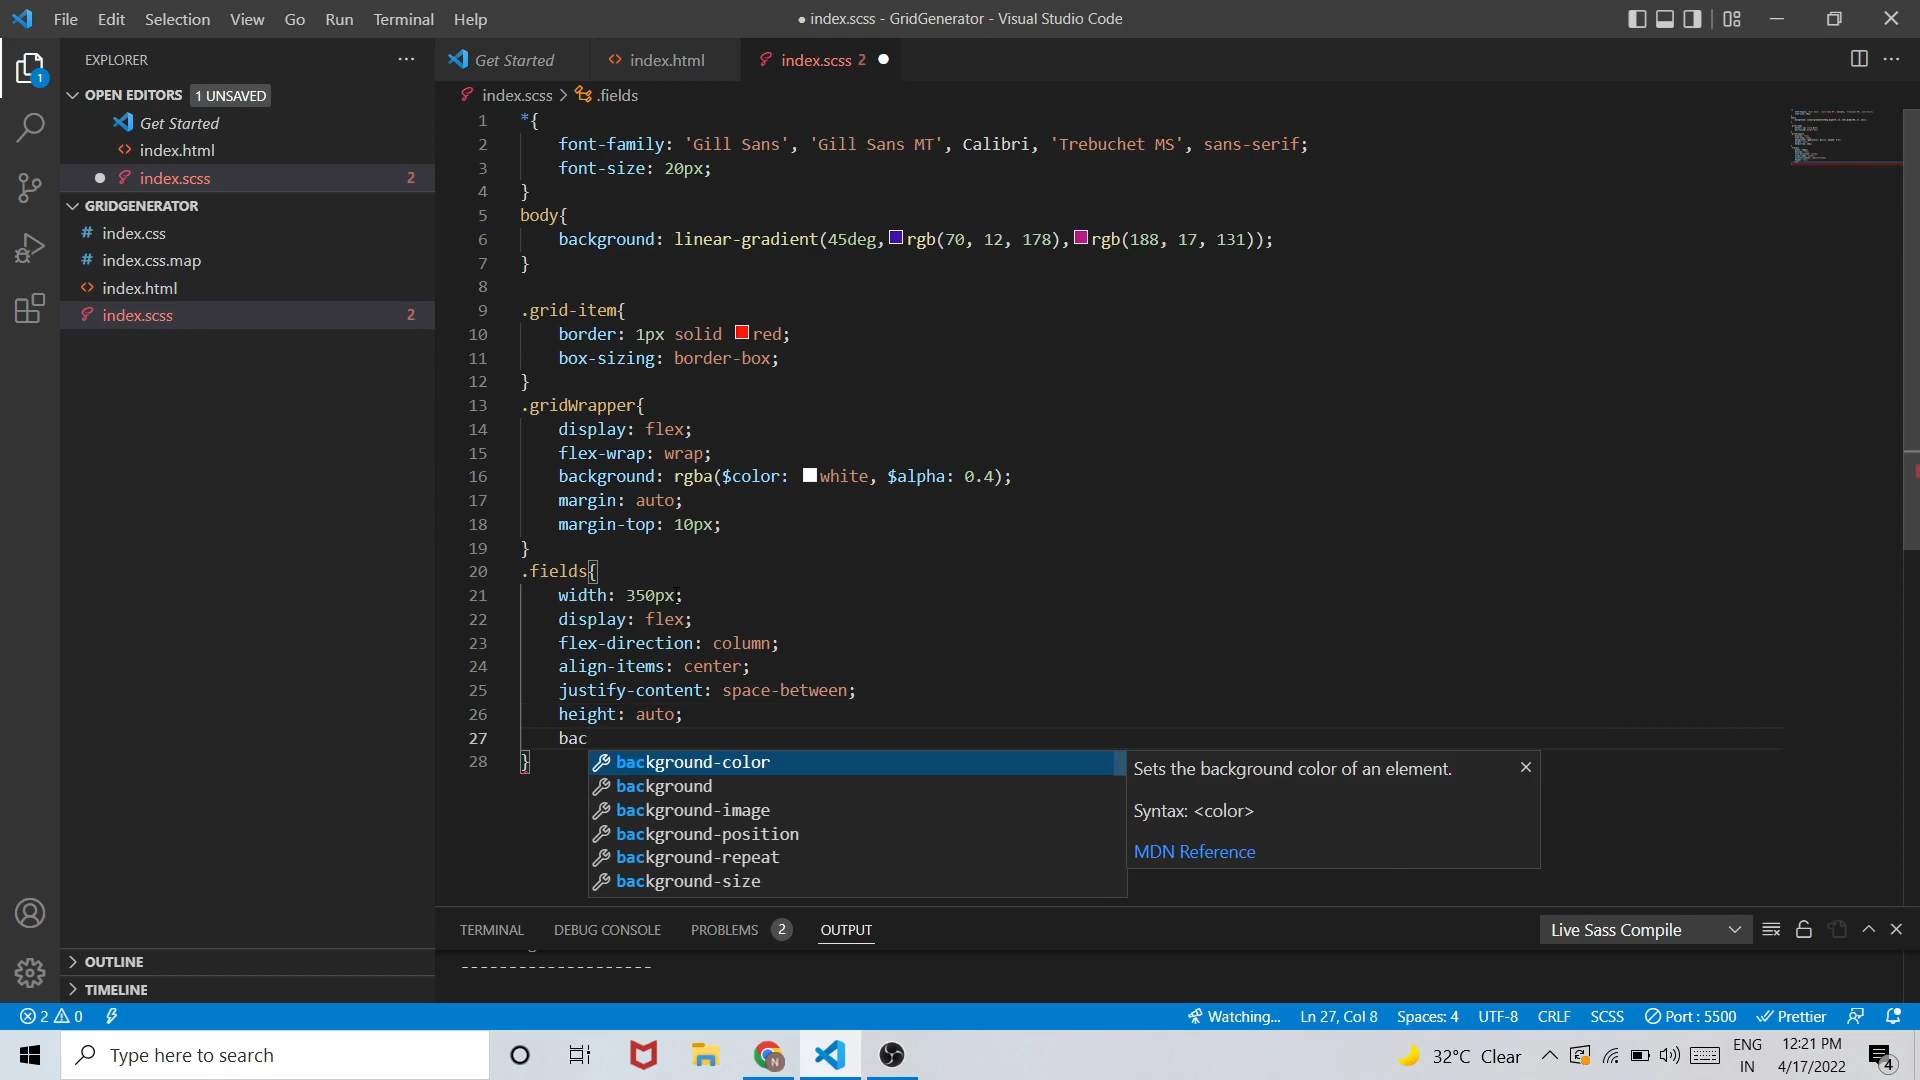 File Edit Selection View Go Run Terminal Help
● index.scss - GridGenerator - Visual Studio Code
EXPLORER
Get Started
index.html
index.scss 2
OPEN EDITORS 1 UNSAVED
Get Started
index.html
index.scss 2
GRIDGENERATOR
index.css
index.css.map
index.html
index.scss 2
OUTLINE
TIMELINE
index.scss > .fields
1 *{
2 font-family: 'Gill Sans', 'Gill Sans MT', Calibri, 'Trebuchet MS', sans-serif;
3 font-size: 20px;
4 }
5 body{
6 background: linear-gradient(45deg,rgb(70, 12, 178),rgb(188, 17, 131));
7 }
8
9 .grid-item{
10 border: 1px solid red;
11 box-sizing: border-box;
12 }
13 .gridWrapper{
14 display: flex;
15 flex-wrap: wrap;
16 background: rgba($color: white, $alpha: 0.4);
17 margin: auto;
18 margin-top: 10px;
19 }
20 .fields{
21 width: 350px;
22 display: flex;
23 flex-direction: column;
24 align-items: center;
25 justify-content: space-between;
26 height: auto;
27 bac
28 }
background-color
background
background-image
background-position
background-repeat
background-size
Sets the background color of an element.
Syntax: <color>
MDN Reference
TERMINAL DEBUG CONSOLE PROBLEMS 2 OUTPUT
Live Sass Compile
--------------------
2 0
Watching... Ln 27, Col 8 Spaces: 4 UTF-8 CRLF SCSS Port : 5500 Prettier
Type here to search
32°C Clear
ENG
IN
12:21 PM
4/17/2022
4
1
N